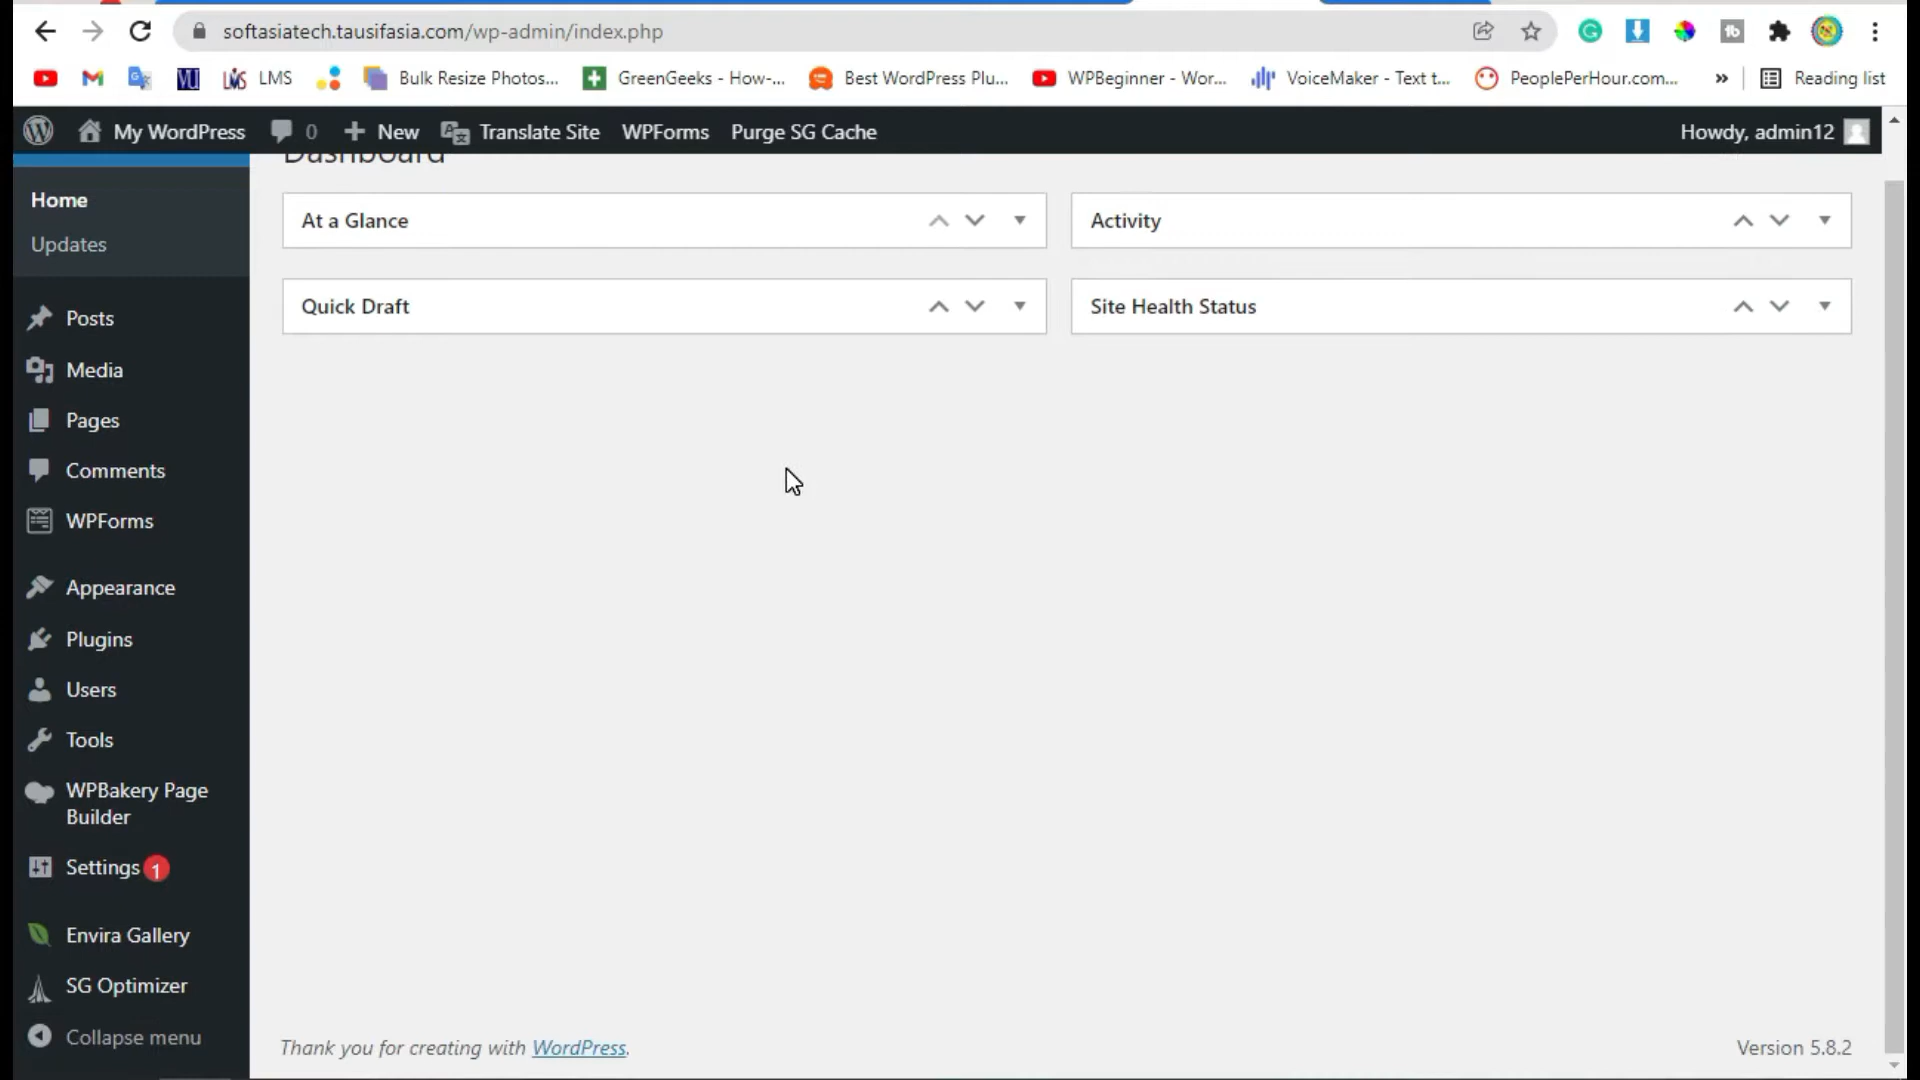 softasiatech.tausifasia.com/wp-admin/index.php
LMS
Bulk Resize Photos...
GreenGeeks - How-...
Best WordPress Plu...
WPBeginner - Wor...
VoiceMaker - Text t...
PeoplePerHour.com...
»
Reading list
My WordPress
0
New
Translate Site
WPForms
Purge SG Cache
Howdy, admin12
Dashboard
Home
Updates
Posts
Media
Pages
Comments
WPForms
Appearance
Plugins
Users
Tools
WPBakery Page
Builder
Settings 1
Envira Gallery
SG Optimizer
Collapse menu
At a Glance
Activity
Quick Draft
Site Health Status
Thank you for creating with WordPress.
Version 5.8.2